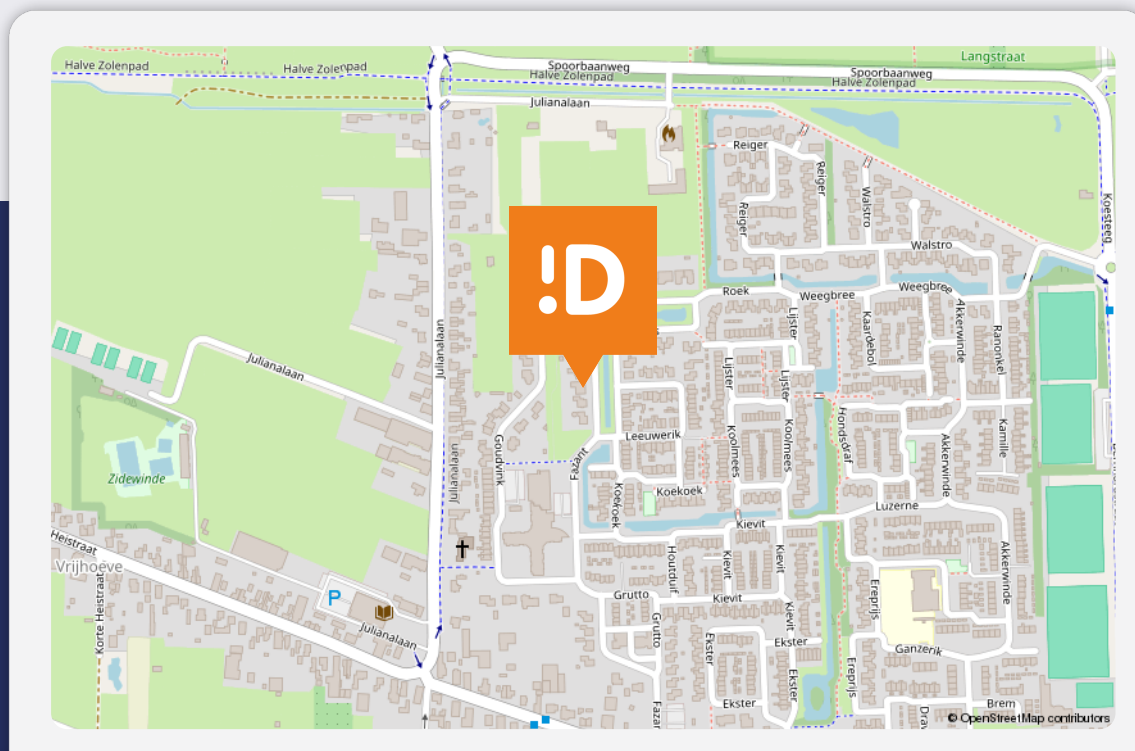 Halve Zolenpad
Halve Zolenpad
Spoorbaanweg
Halve Zolenpad
Spoorbaanweg
Halve Zolenpad
Langstraat
Julianalaan
Reiger
Reiger
Reiger
Walstro
Walstro
Koesteeg
!D
Roek
Weegbree
Weegbree
Lijster
Kaardebol
Akkerwinde
Ranonkel
Julianalaan
Julianalaan
Lijster
Lijster
Goudvink
Fazant
Leeuwerik
Koolmees
Koolmees
Hondsdraf
Akkerwinde
Kamille
Julianalaan
Zidewinde
Koekoek
Koekoek
Kievit
Luzerne
Heistraat
Vrijhoeve
Korte Heistraat
P
Julianalaan
Houtduif
Kievit
Kievit
Akkerwinde
Grutto
Kievit
Grutto
Kievit
Ereprijs
Ekster
Ekster
Ganzerik
Ekster
Ereprijs
Ekster
Brem
© OpenStreetMap contributors